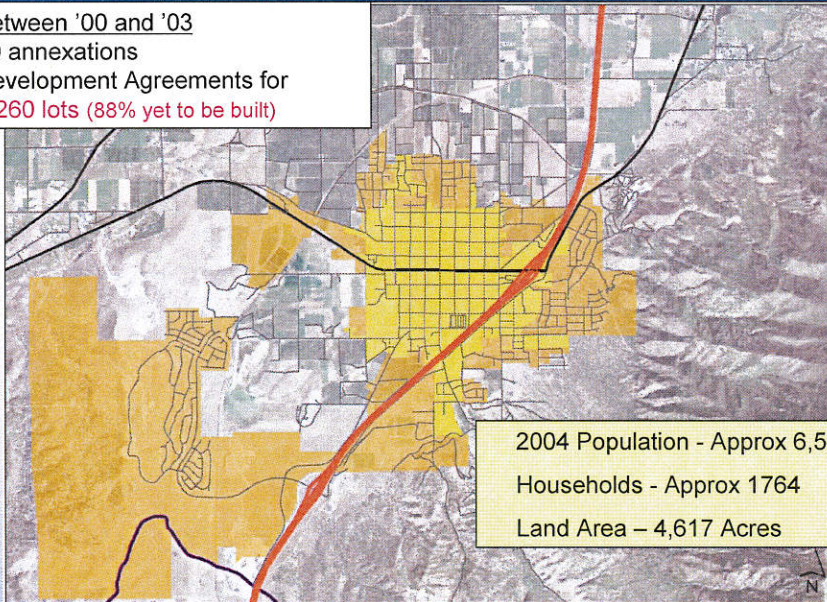 etween '00 and '03
annexations
evelopment Agreements for
260 lots (88% yet to be built)
2004 Population - Approx 6,5
Households - Approx 1764
Land Area – 4,617 Acres
N